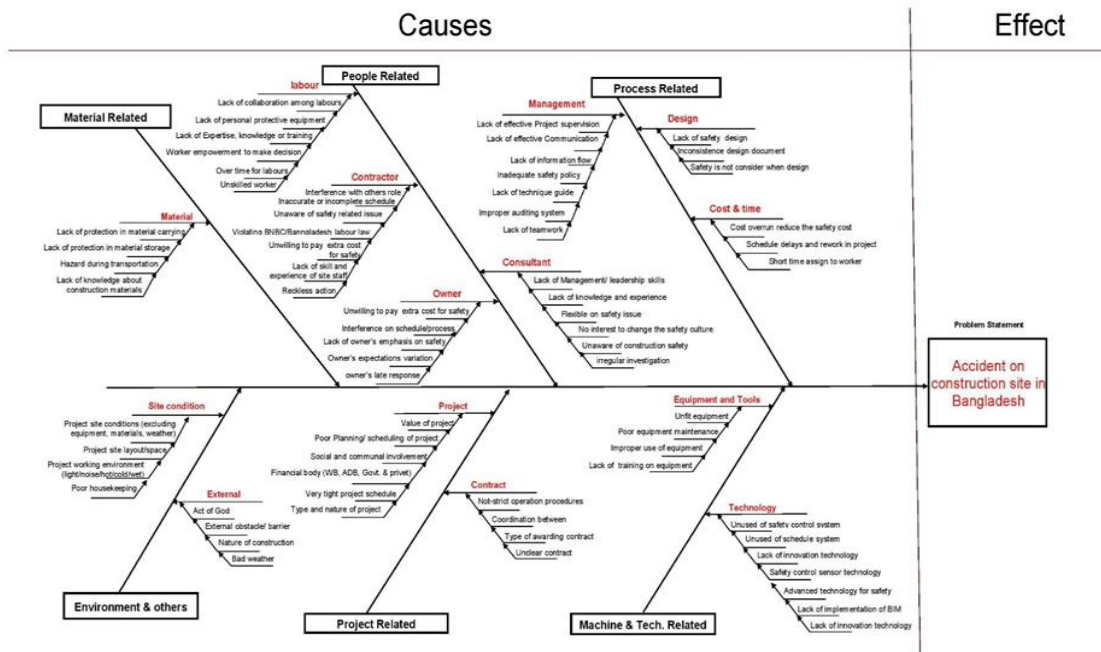 Causes
Effect
People Related
Process Related
Material Related
labour
Lack of collaboration among labours
Lack of personal protective equipment
Lack of Expertise, knowledge or training
Worker empowerment to make decision
Over time for labours
Unskilled worker
Management
Lack of effective Project supervision
Lack of effective Communication
Lack of information flow
Inadequate safety policy
Lack of technique guide
Improper auditing system
Lack of teamwork
Design
Lack of safety design
Inconsistence design document
Safety is not consider when design
Contractor
Interference with others role
Inaccurate or incomplete schedule
Unaware of safety related issue
Violating BNBC/Bannaladesh labour law
Unwilling to pay extra cost
for safety
Lack of skill and
experience of site staff
Reckless action
Material
Lack of protection in material carrying
Lack of protection in material storage
Hazard during transportation
Lack of knowledge about
construction materials
Cost & time
Cost overrun reduce the safety cost
Schedule delays and rework in project
Short time assign to worker
Consultant
Lack of Management/ leadership skills
Lack of knowledge and experience
Flexible on safety issue
No interest to change the safety culture
Unaware of construction safety
irregular investigation
Owner
Unwilling to pay extra cost for safety
Interference on schedule/process
Lack of owner's emphasis on safety
Owner's expectations variation
owner's late response
Problem Statement
Accident on
construction site in
Bangladesh
Site condition
Project site conditions (excluding
equipment, materials, weather)
Project site layout/space
Project working environment
(light/noise/hot/cold/wet)
Poor housekeeping
External
Act of God
External obstacle/ barrier
Nature of construction
Bad weather
Environment & others
Project
Value of project
Poor Planning/ scheduling of project
Social and communal involvement
Financial body (WB, ADB, Govt. & privet)
Very tight project schedule
Type and nature of project
Contract
Not-strict operation procedures
Coordination between
Type of awarding contract
Unclear contract
Project Related
Equipment and Tools
Unfit equipment
Poor equipment maintenance
Improper use of equipment
Lack of training on equipment
Technology
Unused of safety control system
Unused of schedule system
Lack of innovation technology
Safety control sensor technology
Advanced technology for safety
Lack of implementation of BIM
Lack of innovation technology
Machine & Tech. Related